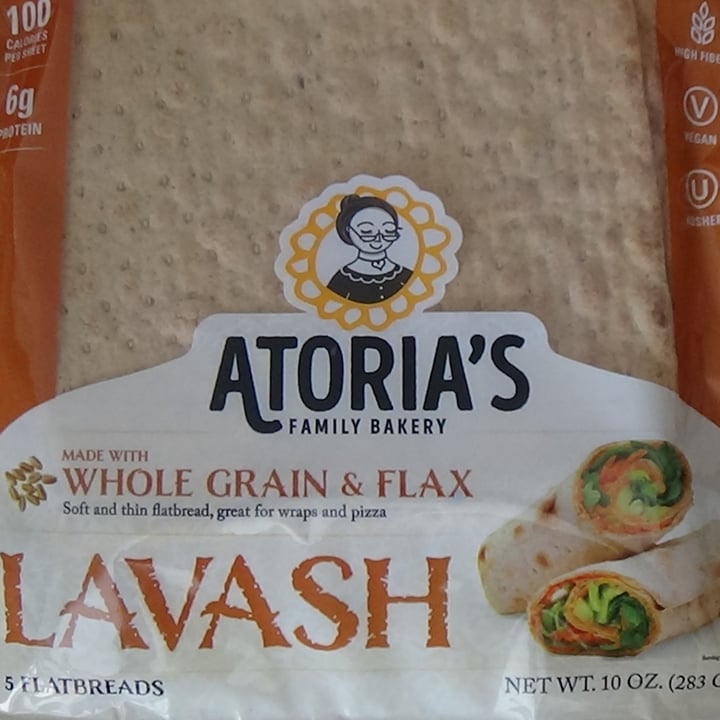 100
CALORIES
PER SHEET
6g
PROTEIN
HIGH FIBE
V
VEGAN
U
KOSHER
ATORIA'S
FAMILY BAKERY
MADE WITH
WHOLE GRAIN & FLAX
Soft and thin flatbread, great for wraps and pizza
LAVASH
5 FLATBREADS
NET WT. 10 OZ. (283 G